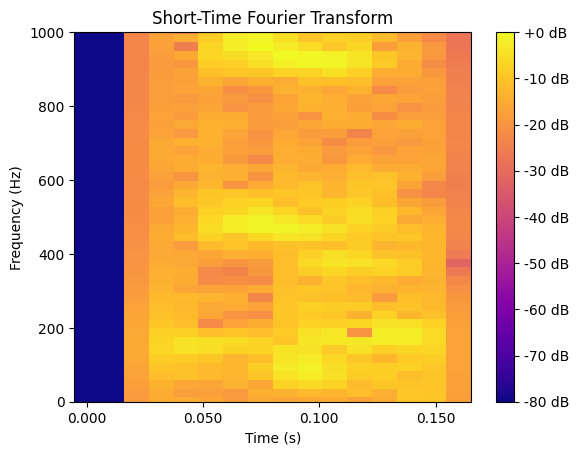 Short-Time Fourier Transform
1000
800
600
400
200
0
Frequency (Hz)
0.000
0.050
0.100
0.150
Time (s)
+0 dB
-10 dB
-20 dB
-30 dB
-40 dB
-50 dB
-60 dB
-70 dB
-80 dB